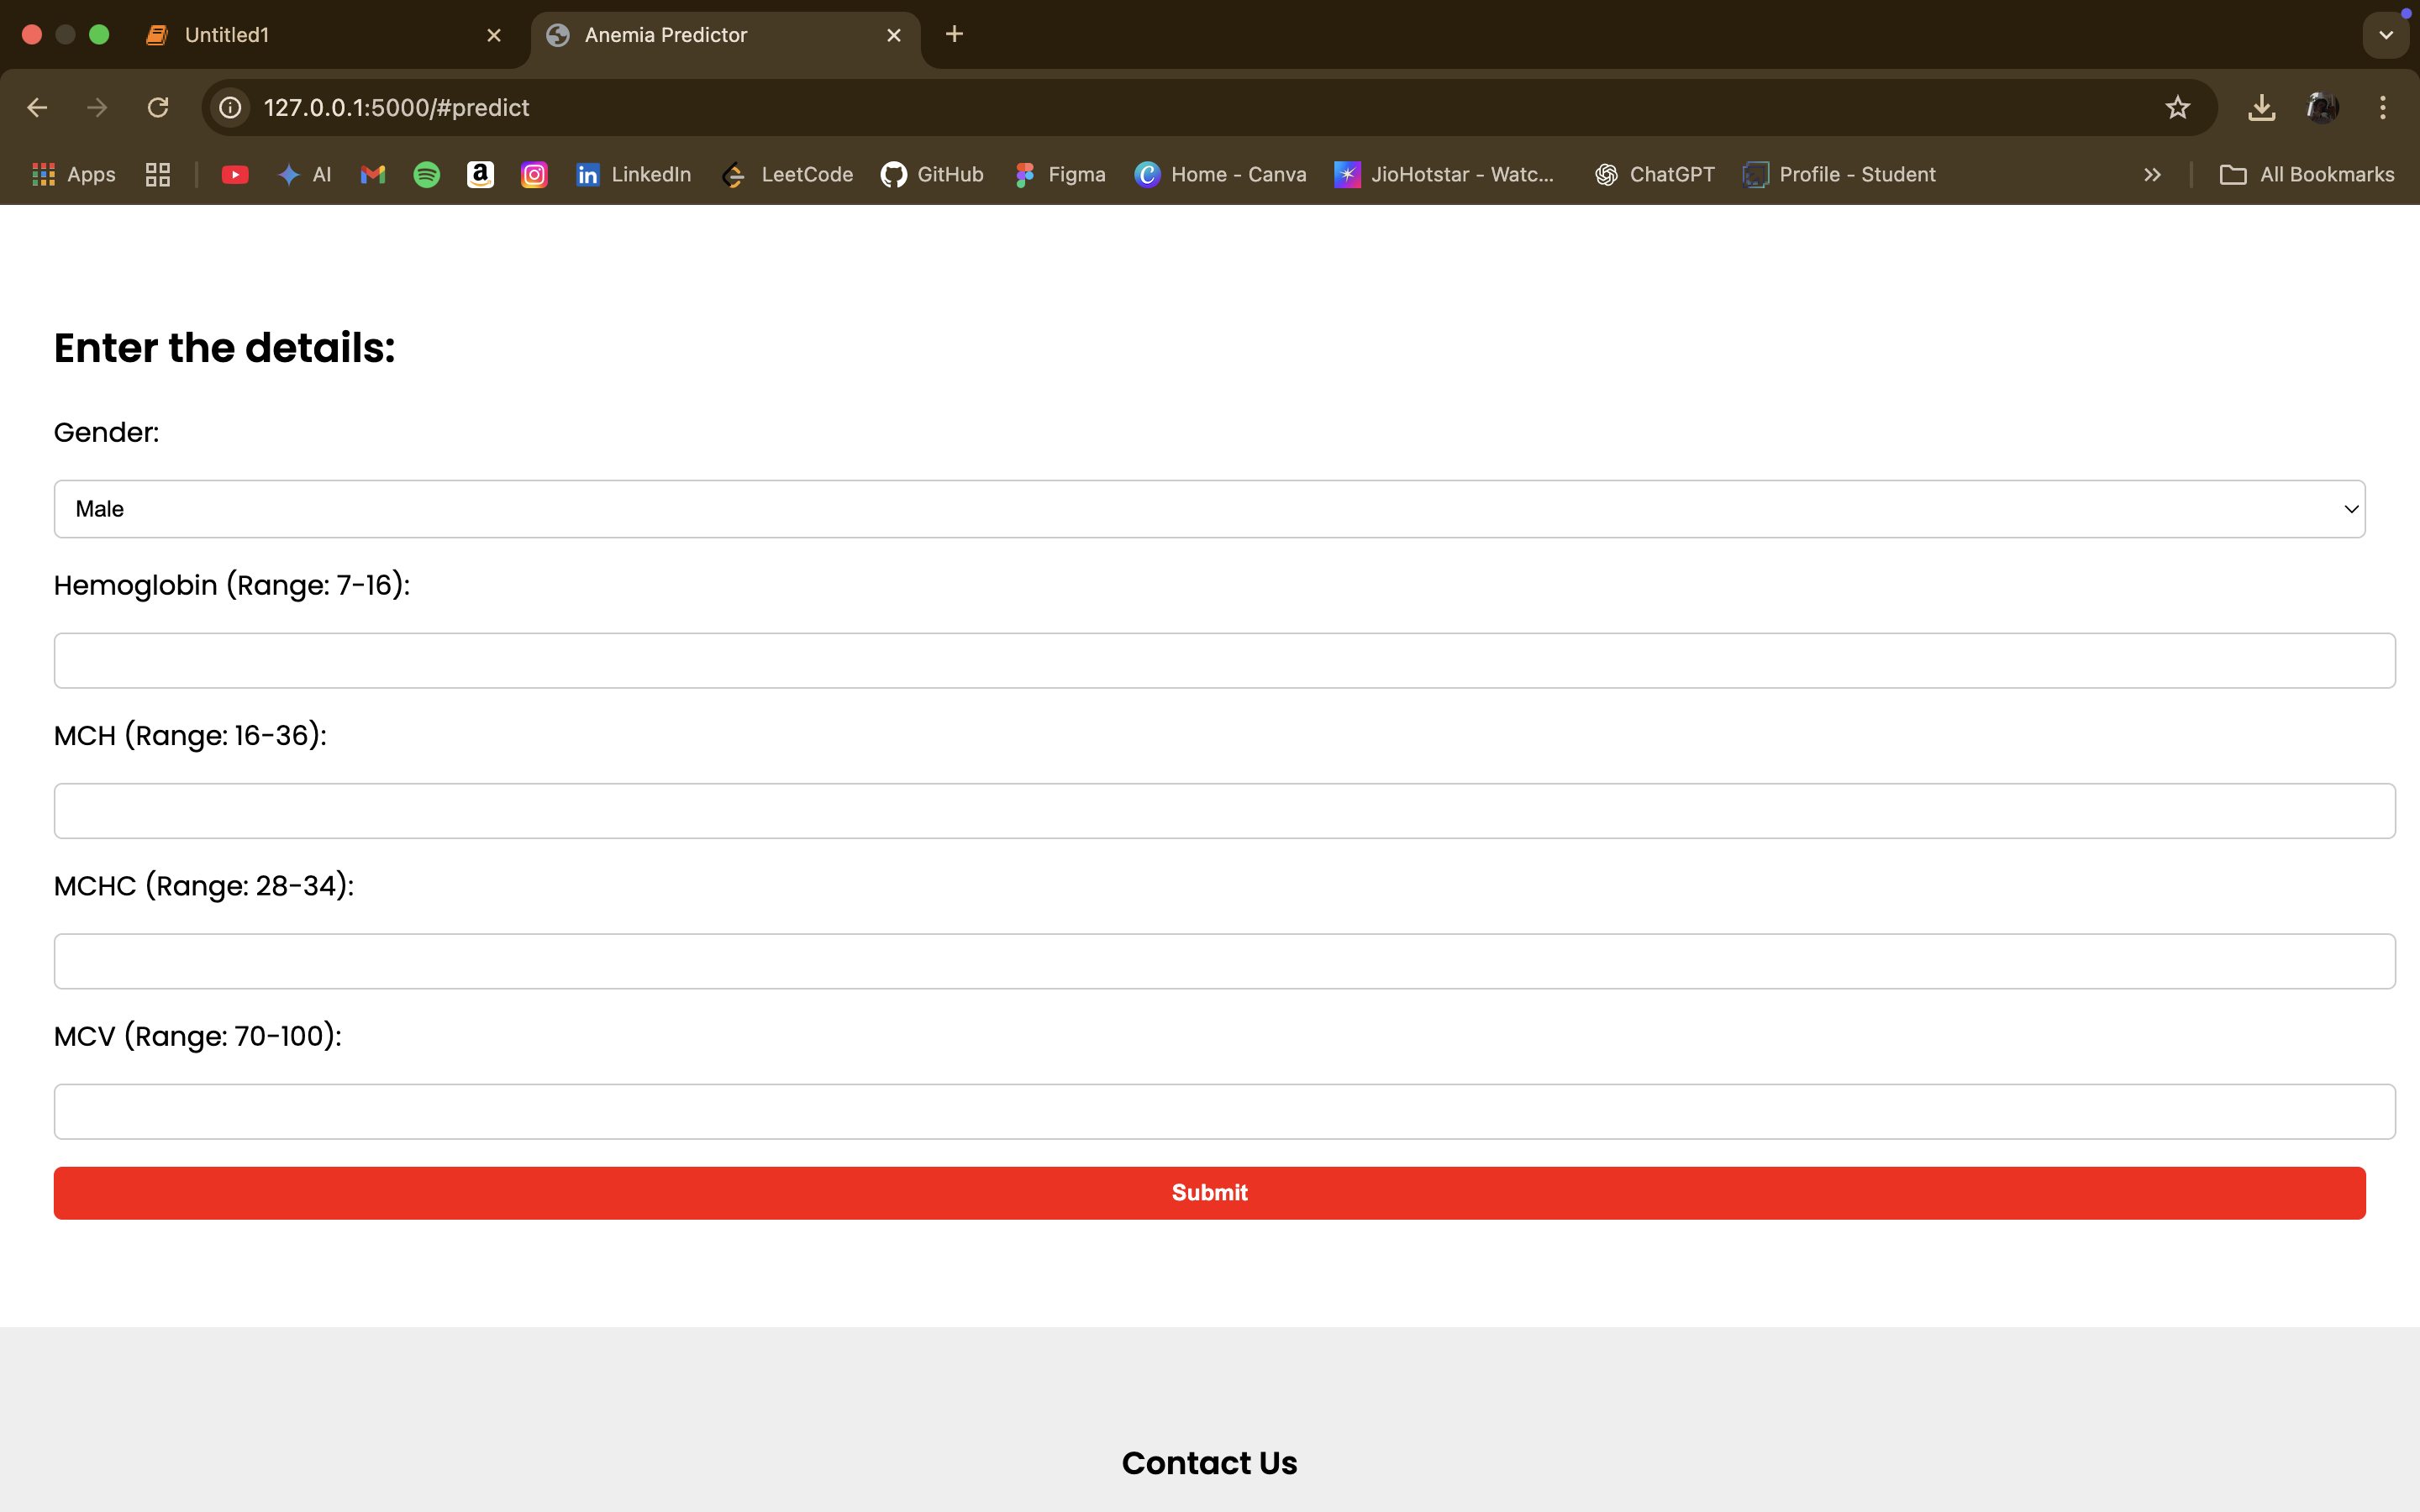 Untitled1
Anemia Predictor
127.0.0.1:5000/#predict
Apps AI LinkedIn LeetCode GitHub Figma Home - Canva JioHotstar - Watc... ChatGPT Profile - Student All Bookmarks
Enter the details:
Gender:
Male
Hemoglobin (Range: 7-16):
MCH (Range: 16-36):
MCHC (Range: 28-34):
MCV (Range: 70-100):
Submit
Contact Us